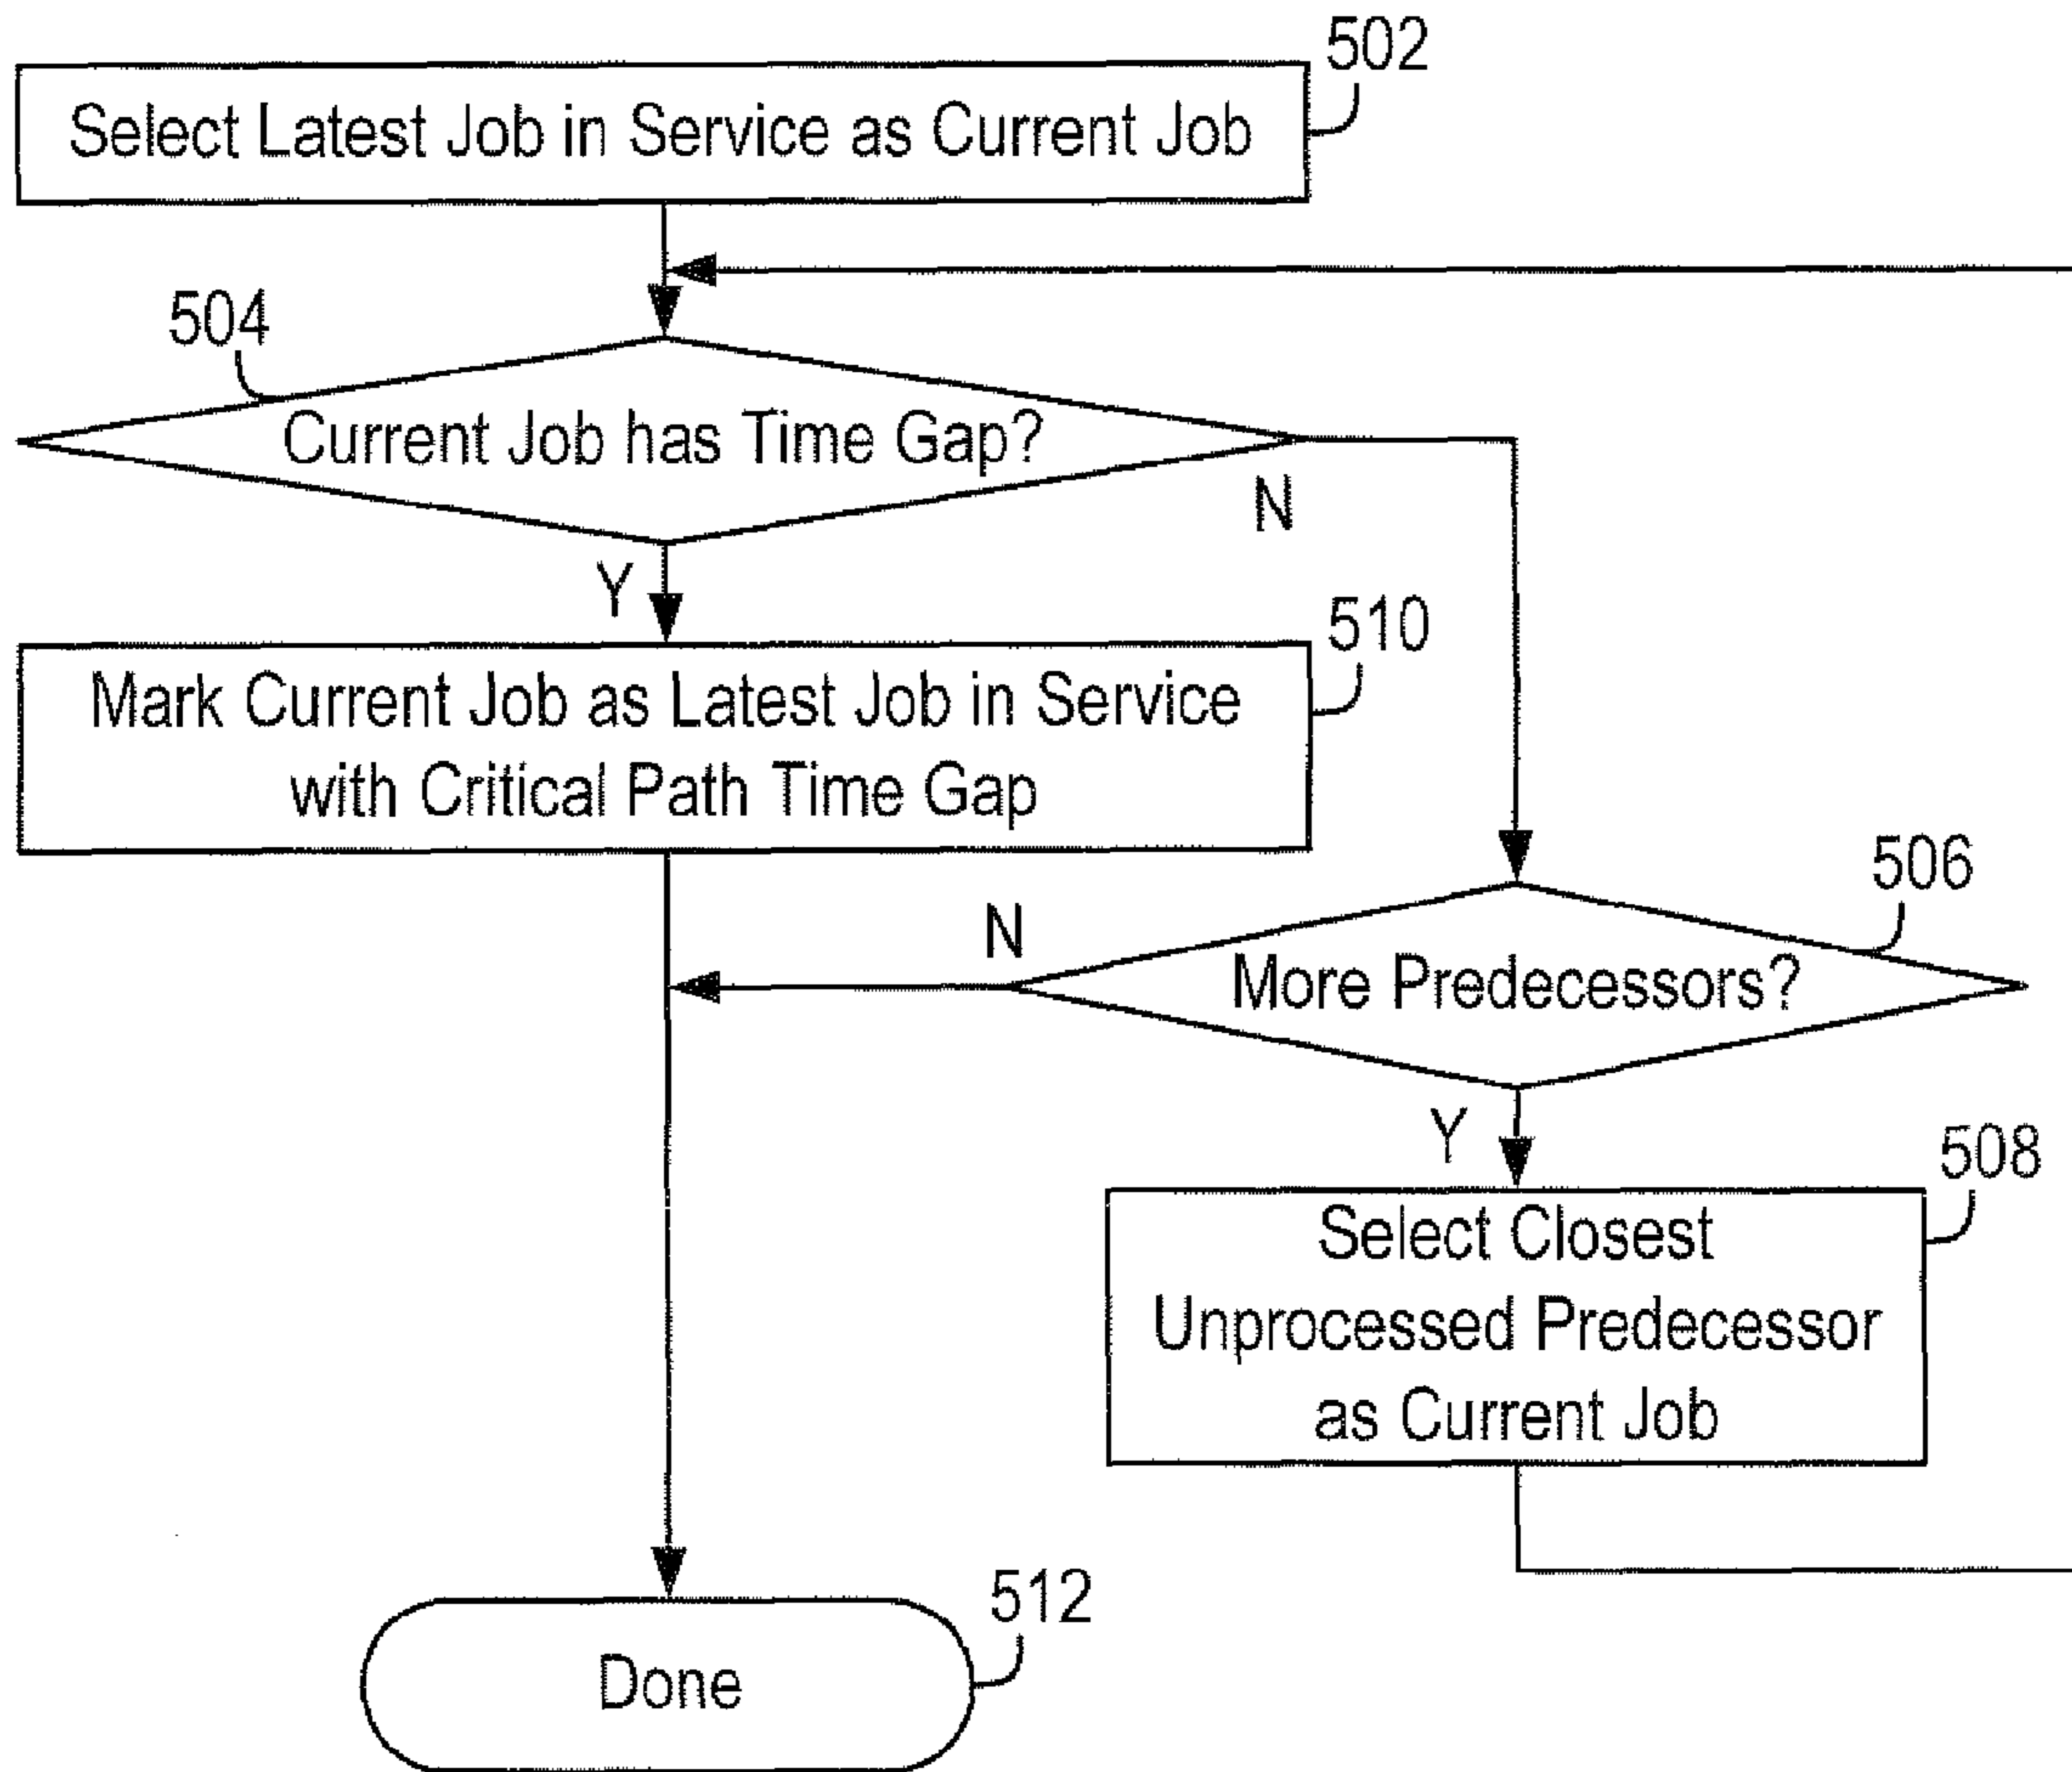 502
Select Latest Job in Service as Current Job
504
Current Job has Time Gap?
N
Y
510
Mark Current Job as Latest Job in Service
with Critical Path Time Gap
506
N
More Predecessors?
Y
508
Select Closest
Unprocessed Predecessor
as Current Job
512
Done